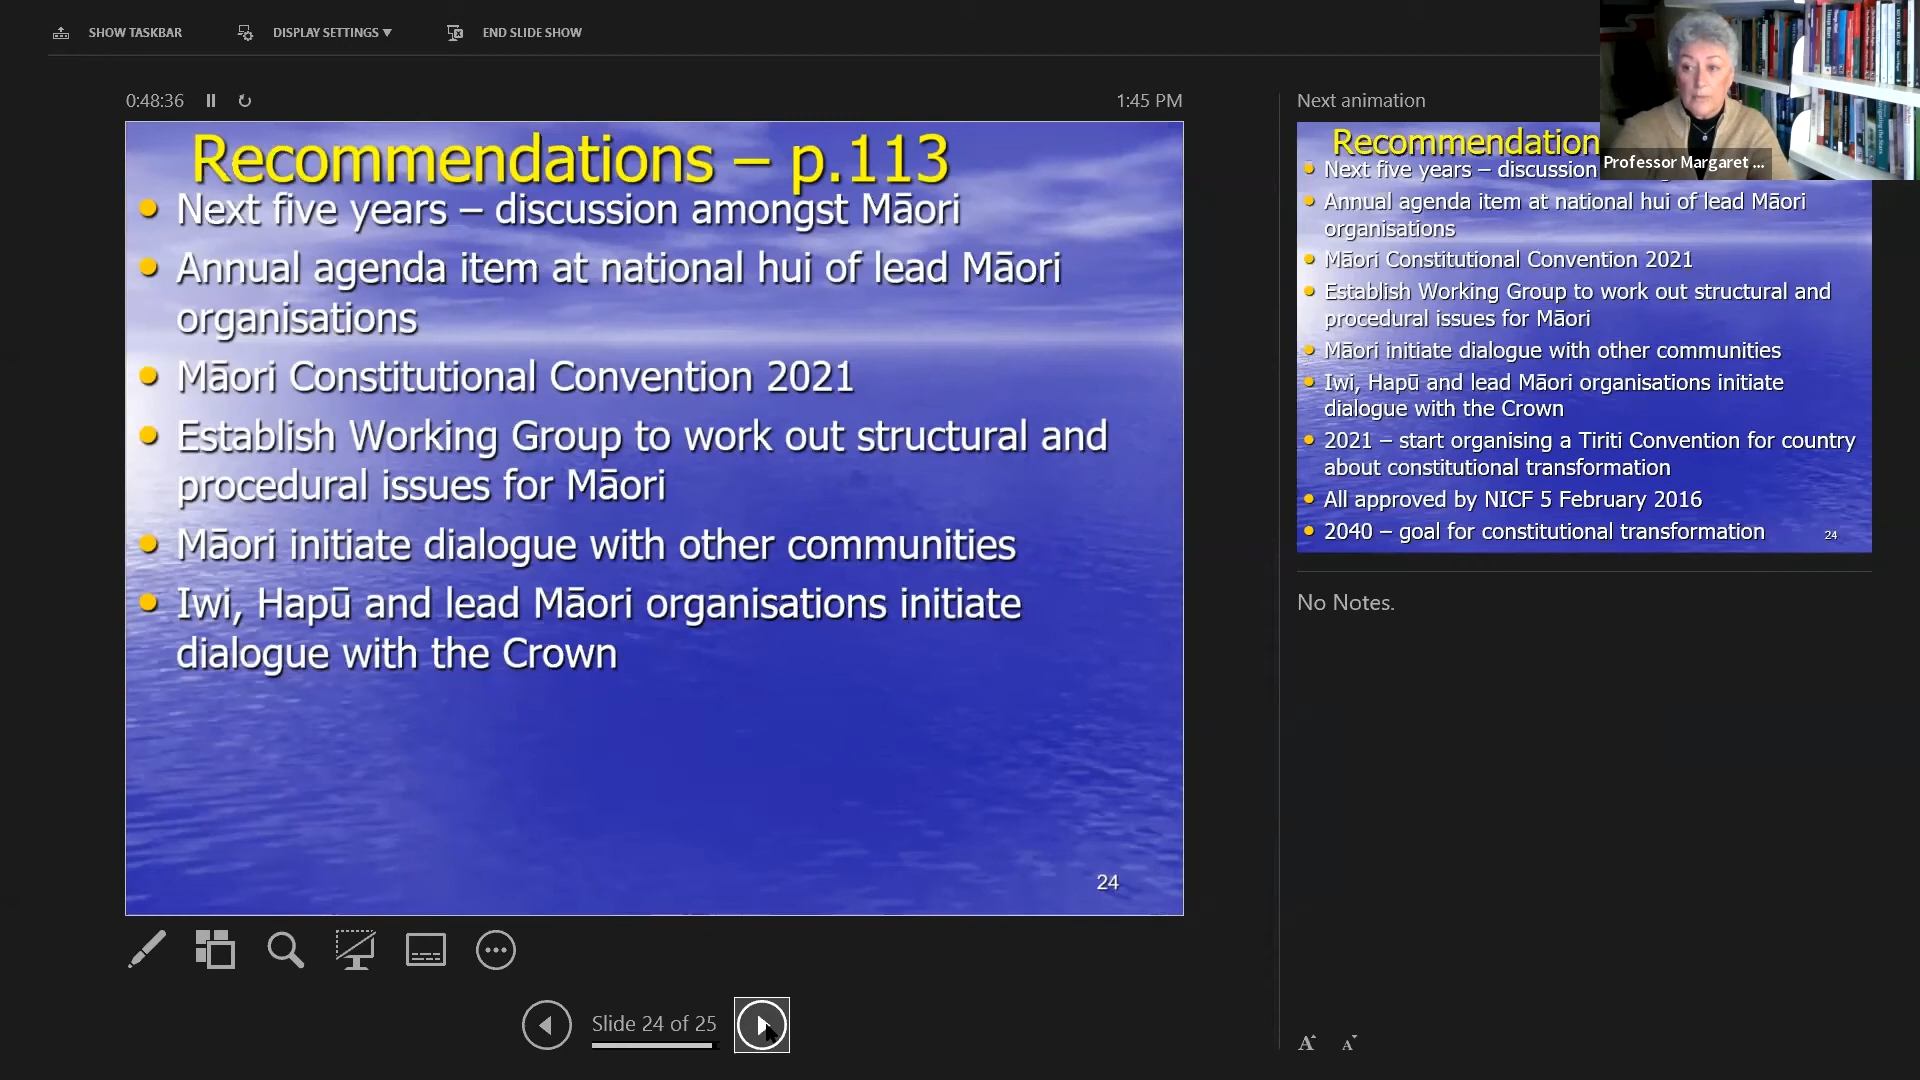 SHOW TASKBAR
DISPLAY SETTINGS ▼
END SLIDE SHOW
0:48:36
1:45 PM
Recommendations – p.113
Next five years – discussion amongst Māori
Annual agenda item at national hui of lead Māori
organisations
Māori Constitutional Convention 2021
Establish Working Group to work out structural and
procedural issues for Māori
Māori initiate dialogue with other communities
Iwi, Hapū and lead Māori organisations initiate
dialogue with the Crown
24
Slide 24 of 25
Next animation
Professor Margaret ...
Recommendation
Next five years – discussion
Annual agenda item at national hui of lead Māori
organisations
Māori Constitutional Convention 2021
Establish Working Group to work out structural and
procedural issues for Māori
Māori initiate dialogue with other communities
Iwi, Hapū and lead Māori organisations initiate
dialogue with the Crown
2021 – start organising a Tiriti Convention for country
about constitutional transformation
All approved by NICF 5 February 2016
2040 – goal for constitutional transformation
24
No Notes.
A A